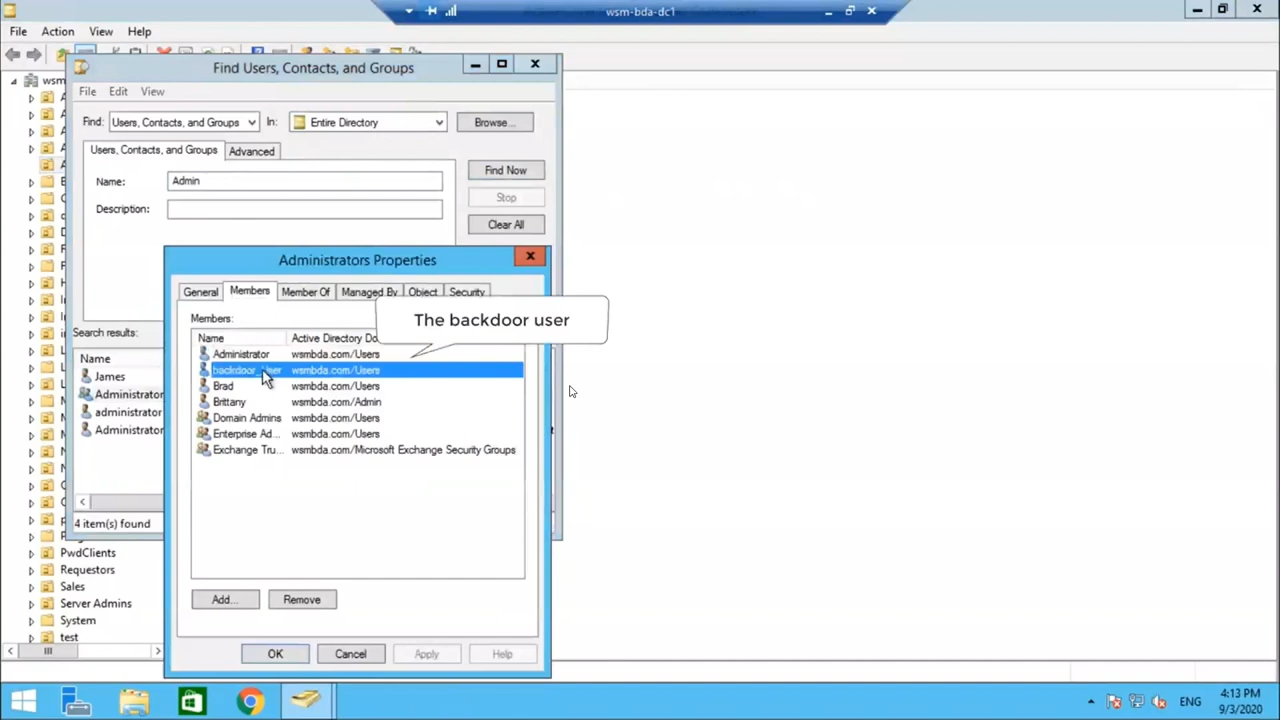 wsm-bda-dc1
File Action View Help
Find Users, Contacts, and Groups
wsm
File Edit View
Find: Users, Contacts, and Groups In: Entire Directory Browse...
Users, Contacts, and Groups Advanced
Find Now
Name: Admin
Stop
Description:
Clear All
Administrators Properties
General Members Member Of Managed By Object Security
The backdoor user
Members:
Search results:
Name Active Directory Do
Administrator wsmbda.com/Users
backdoor_User wsmbda.com/Users
Brad wsmbda.com/Users
Brittany wsmbda.com/Admin
Domain Admins wsmbda.com/Users
Enterprise Ad... wsmbda.com/Users
Exchange Tru... wsmbda.com/Microsoft Exchange Security Groups
Name
James
Administrator
administrator
Administrator
4 item(s) found
PwdClients
Requestors
Sales
Server Admins
System
test
Add... Remove
OK Cancel Apply Help
ENG
4:13 PM
9/3/2020